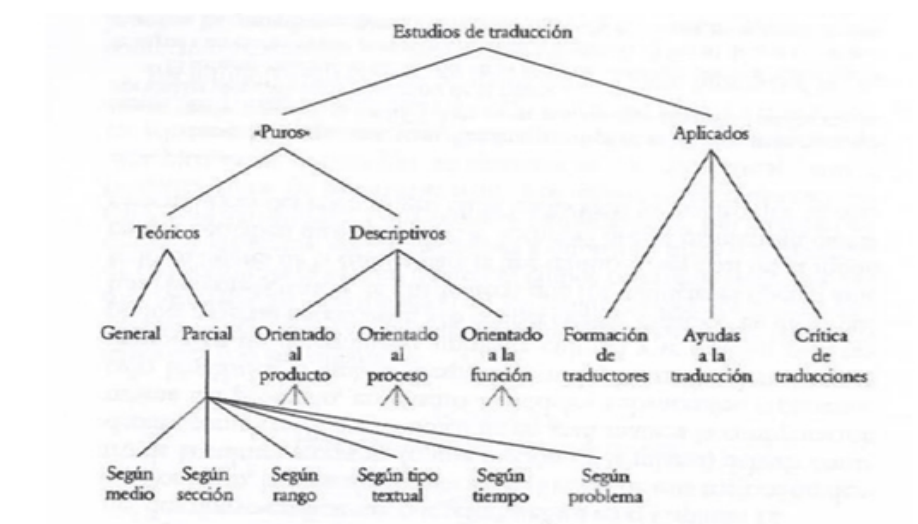 Estudios de traducción
«Puros»
Aplicados
Teóricos
Descriptivos
General
Parcial
Orientado
al
producto
Orientado
al
proceso
Orientado
a la
función
Formación
de
traductores
Ayudas
a la
traducción
Crítica
de
traducciones
Según
medio
Según
sección
Según
rango
Según tipo
textual
Según
tiempo
Según
problema